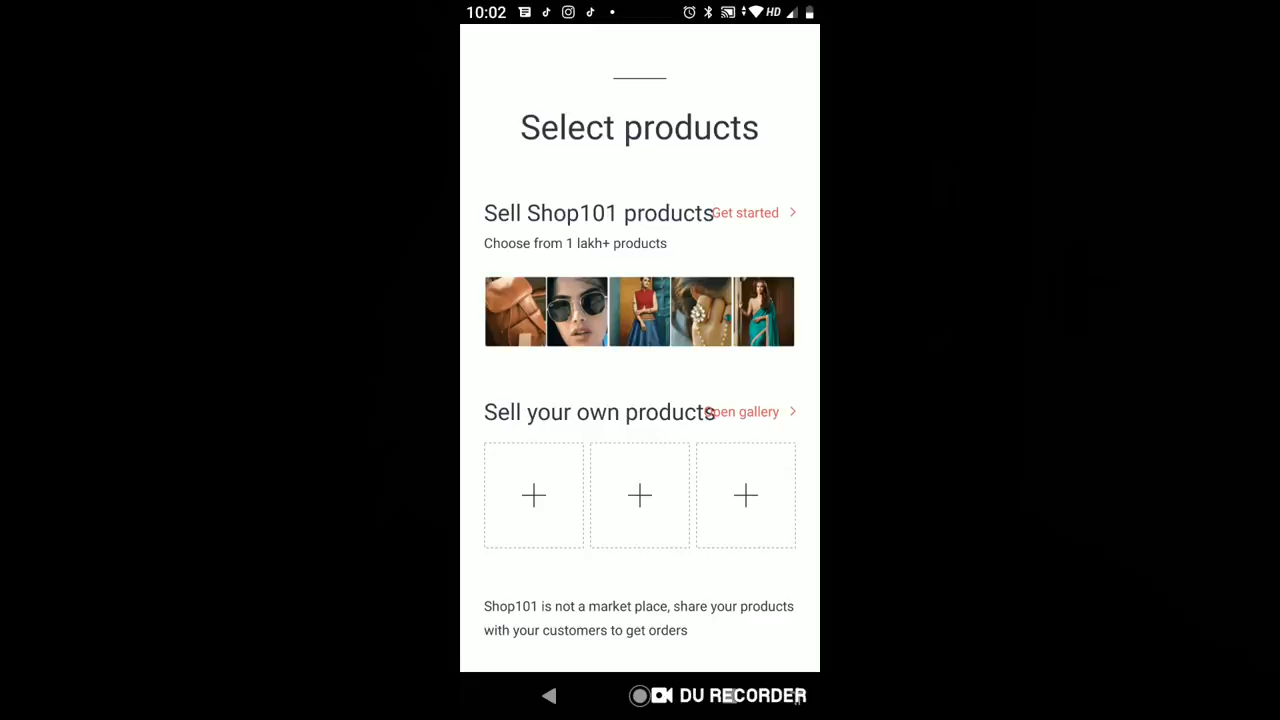 10:02 HD
Select products
Sell Shop101 products Get started
Choose from 1 lakh+ products
Sell your own products Open gallery
Shop101 is not a market place, share your products
with your customers to get orders
DU RECORDER